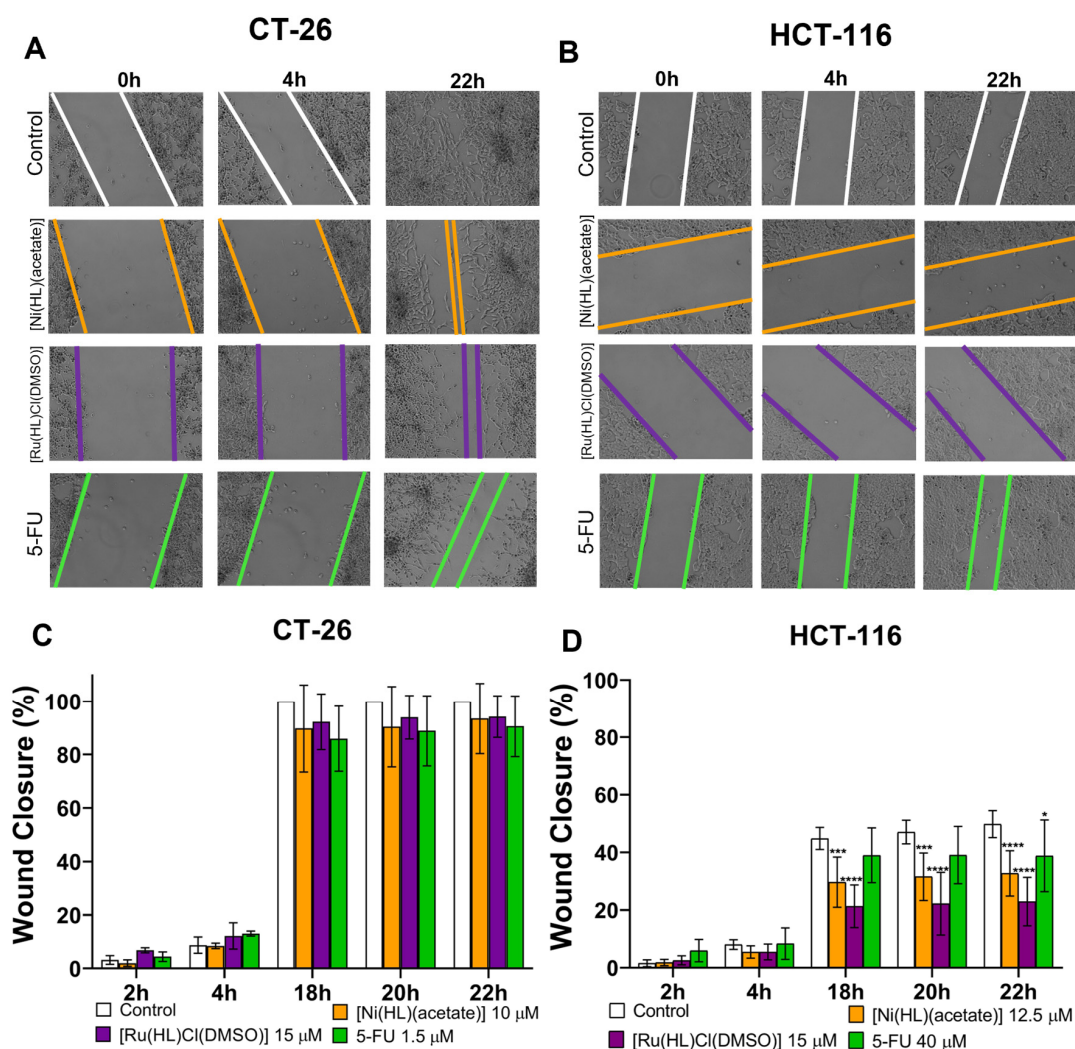 A
CT-26
0h
4h
22h
Control
[Ni(HL)(acetate)]
[Ru(HL)Cl(DMSO)]
5-FU
B
HCT-116
0h
4h
22h
Control
[Ni(HL)(acetate)]
[Ru(HL)Cl(DMSO)]
5-FU
C
CT-26
Wound Closure (%)
100
80
60
40
20
0
2h
4h
18h
20h
22h
Control
[Ni(HL)(acetate)] 10 µM
[Ru(HL)Cl(DMSO)] 15 µM
5-FU 1.5 µM
D
HCT-116
Wound Closure (%)
100
80
60
40
20
0
***
****
***
****
****
****
*
2h
4h
18h
20h
22h
Control
[Ni(HL)(acetate)] 12.5 µM
[Ru(HL)Cl(DMSO)] 15 µM
5-FU 40 µM